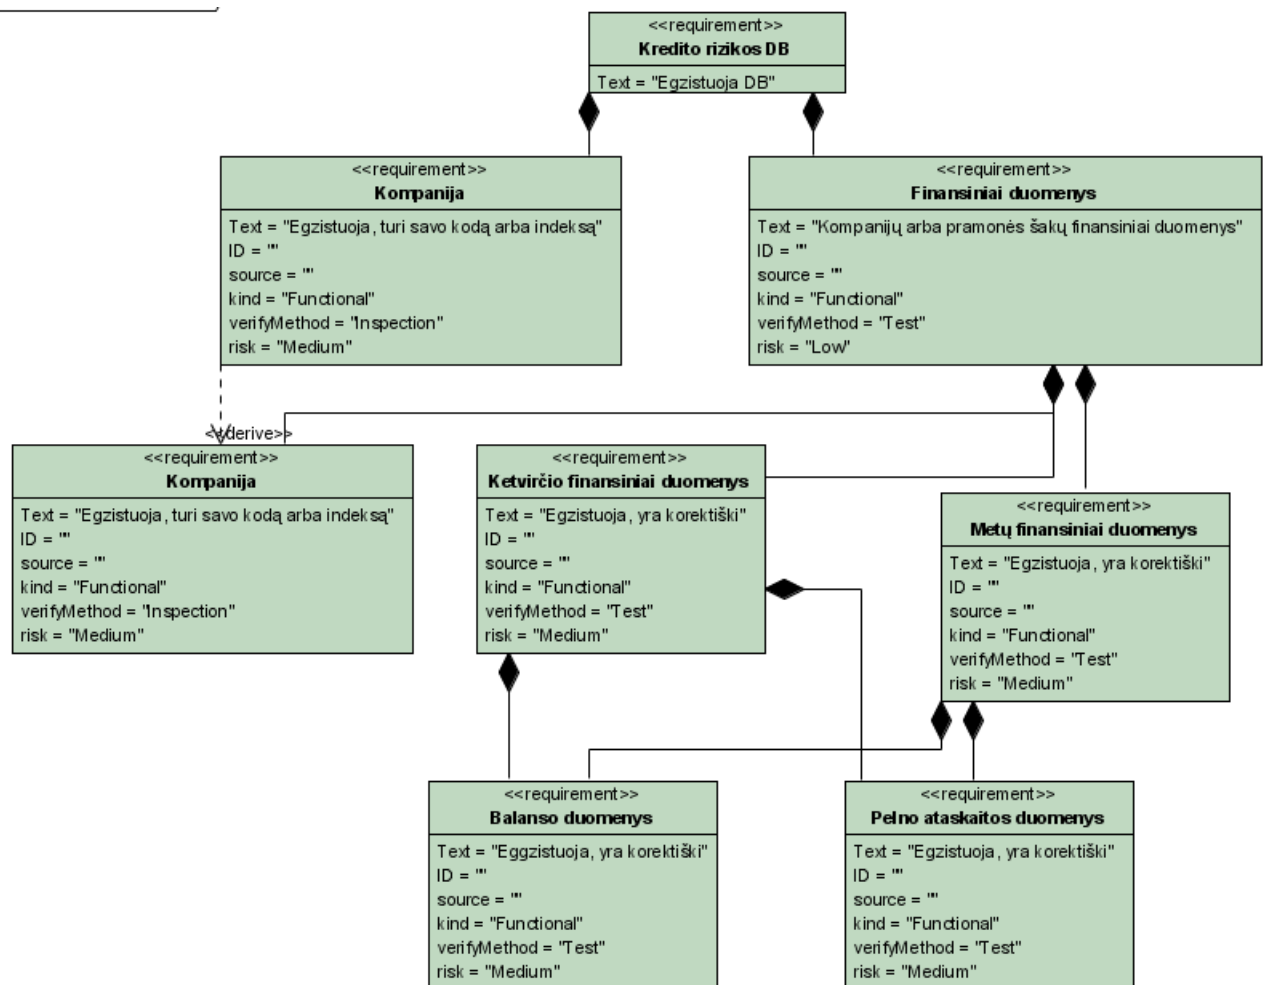 <<requirement>>
Kredito rizikos DB
Text = "Egzistuoja DB"
<<requirement>>
Kompanija
Text = "Egzistuoja, turi savo kodą arba indeksą"
ID = ""
source = ""
kind = "Functional"
verifyMethod = "Inspection"
risk = "Medium"
<<requirement>>
Finansiniai duomenys
Text = "Kompanijų arba pramonės šakų finansiniai duomenys"
ID = ""
source = ""
kind = "Functional"
verifyMethod = "Test"
risk = "Low"
<<derive>>
<<requirement>>
Kompanija
Text = "Egzistuoja, turi savo kodą arba indeksą"
ID = ""
source = ""
kind = "Functional"
verifyMethod = "Inspection"
risk = "Medium"
<<requirement>>
Ketvirčio finansiniai duomenys
Text = "Egzistuoja, yra korektiški"
ID = ""
source = ""
kind = "Functional"
verifyMethod = "Test"
risk = "Medium"
<<requirement>>
Metų finansiniai duomenys
Text = "Egzistuoja, yra korektiški"
ID = ""
source = ""
kind = "Functional"
verifyMethod = "Test"
risk = "Medium"
<<requirement>>
Balanso duomenys
Text = "Eggzistuoja, yra korektiški"
ID = ""
source = ""
kind = "Functional"
verifyMethod = "Test"
risk = "Medium"
<<requirement>>
Pelno ataskaitos duomenys
Text = "Egzistuoja, yra korektiški"
ID = ""
source = ""
kind = "Functional"
verifyMethod = "Test"
risk = "Medium"